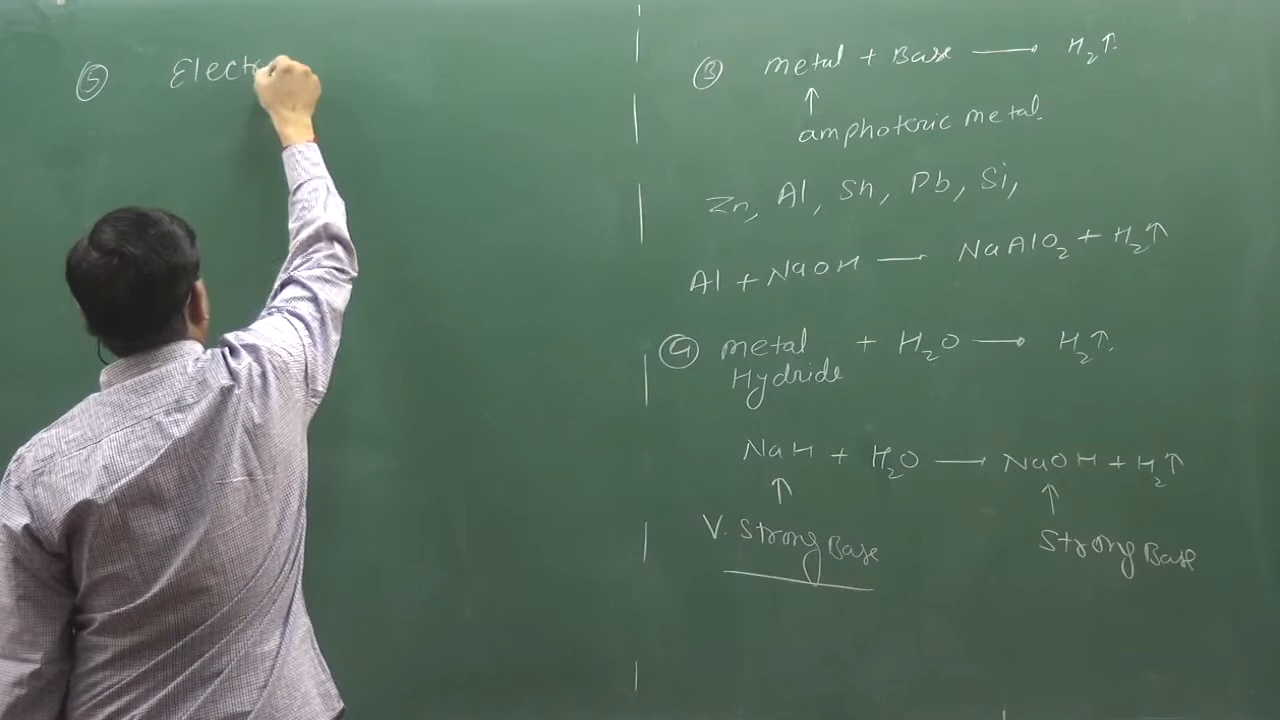 ⑤ Electr
③ metal + Base → H₂↑
↑
amphoteric metal.
Zn, Al, Sn, Pb, Si,
Al + NaOH → NaAlO₂ + H₂↑
④ metal Hydride + H₂O → H₂↑
NaH + H₂O → NaOH + H₂↑
↑ ↑
V. Strong Base Strong Base